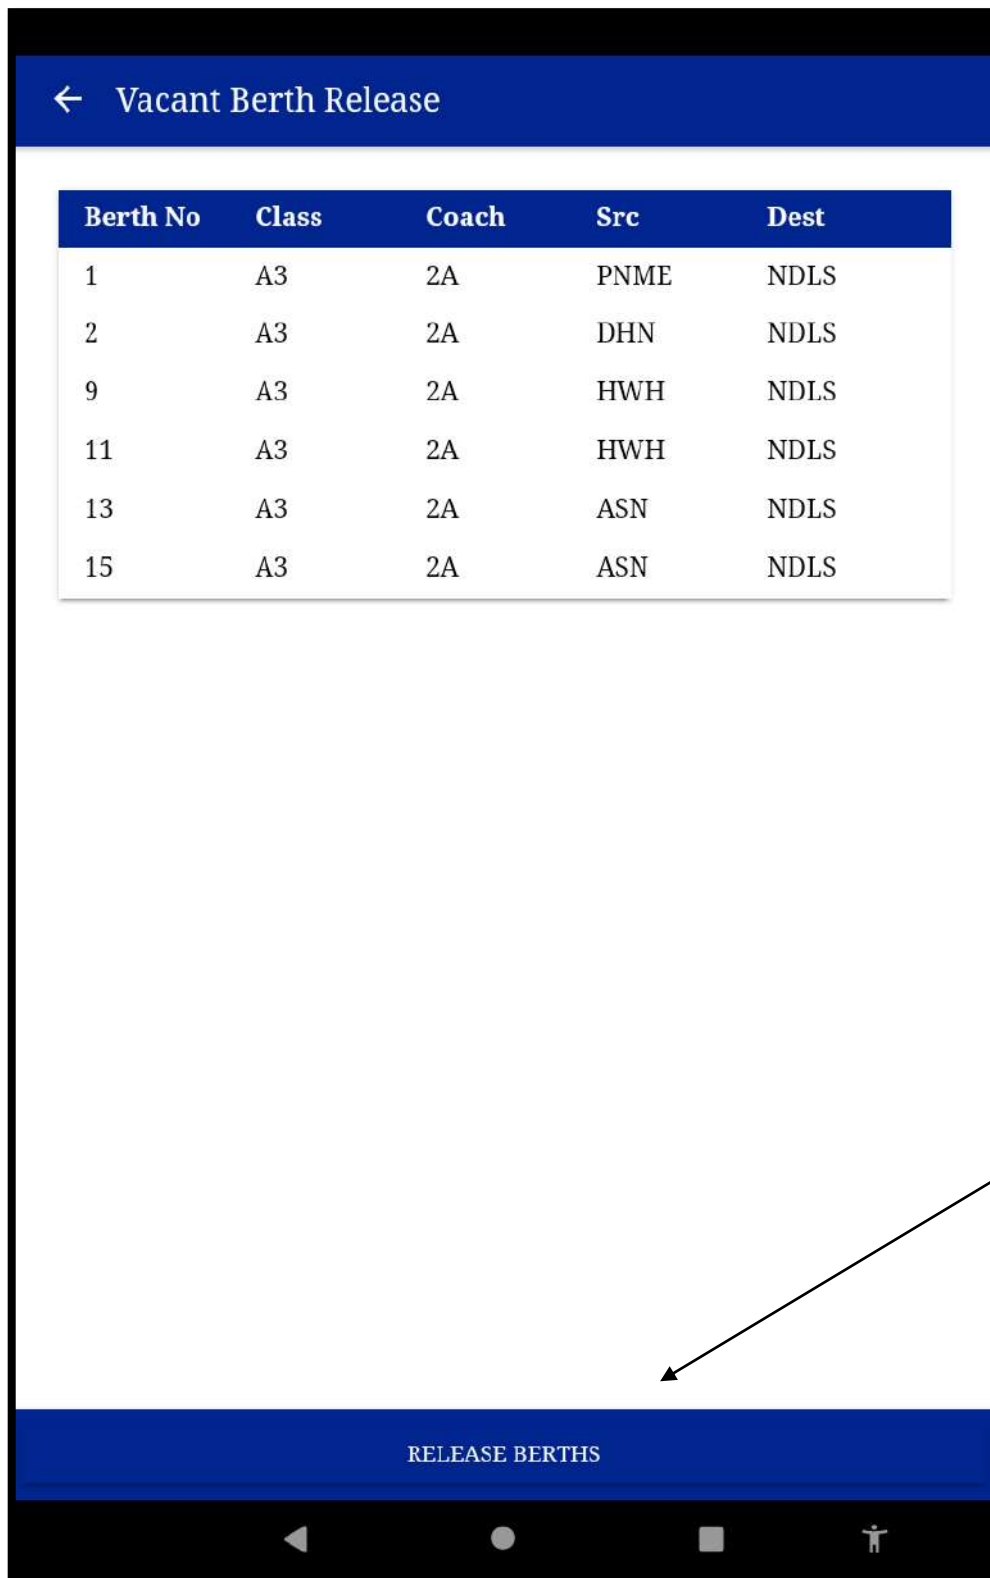 Vacant Berth Release
Berth No Class Coach Src Dest
1 A3 2A PNME NDLS
2 A3 2A DHN NDLS
9 A3 2A HWH NDLS
11 A3 2A HWH NDLS
13 A3 2A ASN NDLS
15 A3 2A ASN NDLS
RELEASE BERTHS